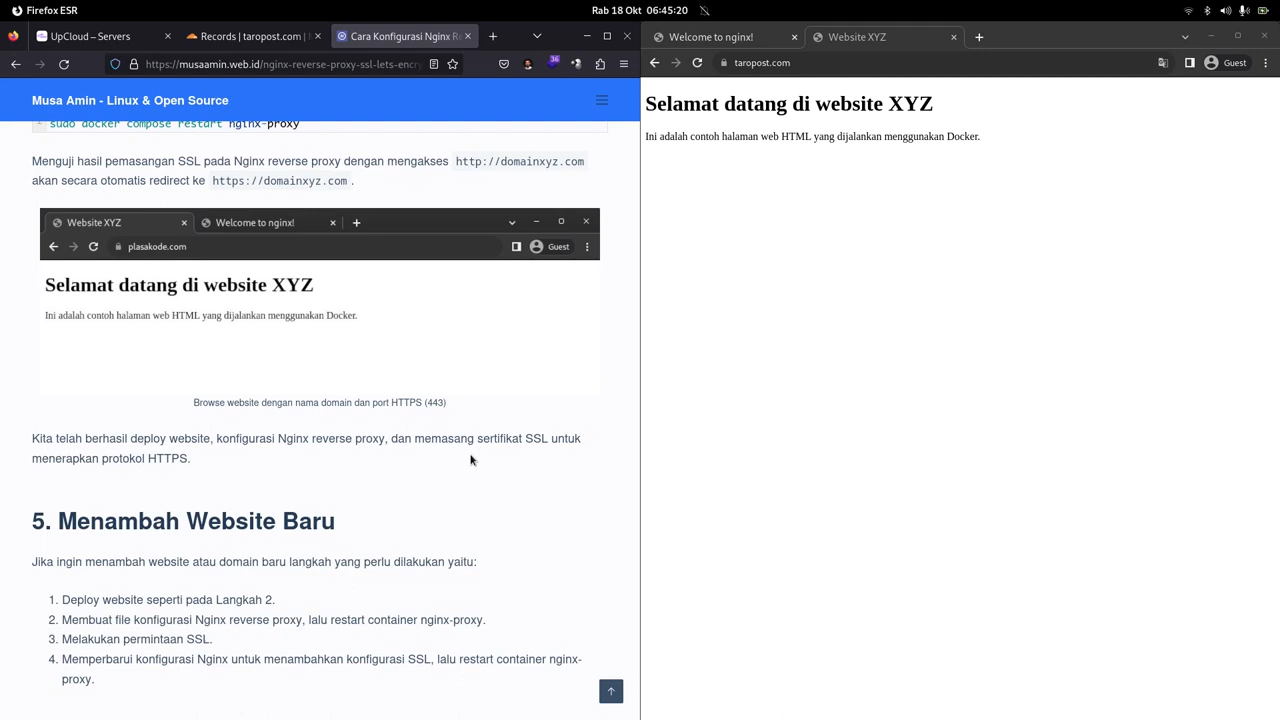 Firefox ESR
Rab 18 Okt 06:45:20
UpCloud – Servers
Records | taropost.com |
Cara Konfigurasi Nginx Re
https://musaamin.web.id/nginx-reverse-proxy-ssl-lets-encr
36
Musa Amin - Linux & Open Source
sudo docker compose restart nginx-proxy
Menguji hasil pemasangan SSL pada Nginx reverse proxy dengan mengakses http://domainxyz.com
akan secara otomatis redirect ke https://domainxyz.com .
Website XYZ
Welcome to nginx!
plasakode.com
Guest
Selamat datang di website XYZ
Ini adalah contoh halaman web HTML yang dijalankan menggunakan Docker.
Browse website dengan nama domain dan port HTTPS (443)
Kita telah berhasil deploy website, konfigurasi Nginx reverse proxy, dan memasang sertifikat SSL untuk
menerapkan protokol HTTPS.
5. Menambah Website Baru
Jika ingin menambah website atau domain baru langkah yang perlu dilakukan yaitu:
1. Deploy website seperti pada Langkah 2.
2. Membuat file konfigurasi Nginx reverse proxy, lalu restart container nginx-proxy.
3. Melakukan permintaan SSL.
4. Memperbarui konfigurasi Nginx untuk menambahkan konfigurasi SSL, lalu restart container nginx-
proxy.
Welcome to nginx!
Website XYZ
taropost.com
Guest
Selamat datang di website XYZ
Ini adalah contoh halaman web HTML yang dijalankan menggunakan Docker.